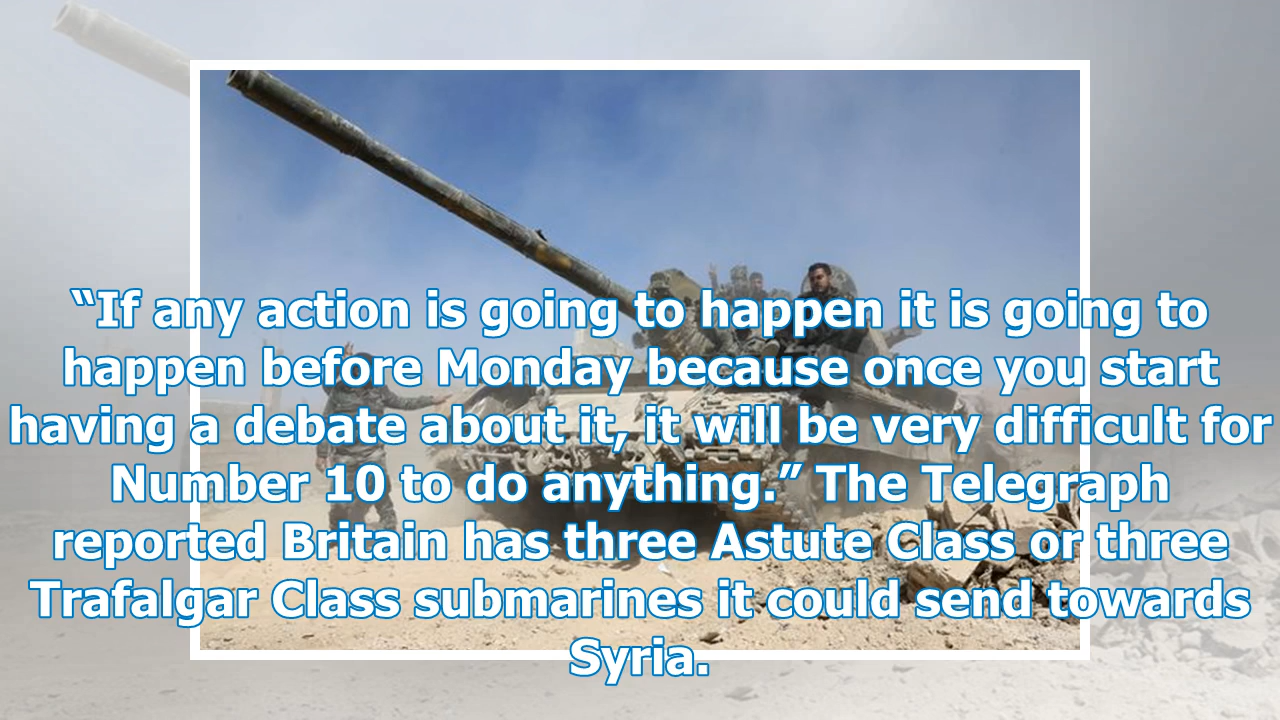 “If any action is going to happen it is going to
happen before Monday because once you start
having a debate about it, it will be very difficult for
Number 10 to do anything.” The Telegraph
reported Britain has three Astute Class or three
Trafalgar Class submarines it could send towards
Syria.